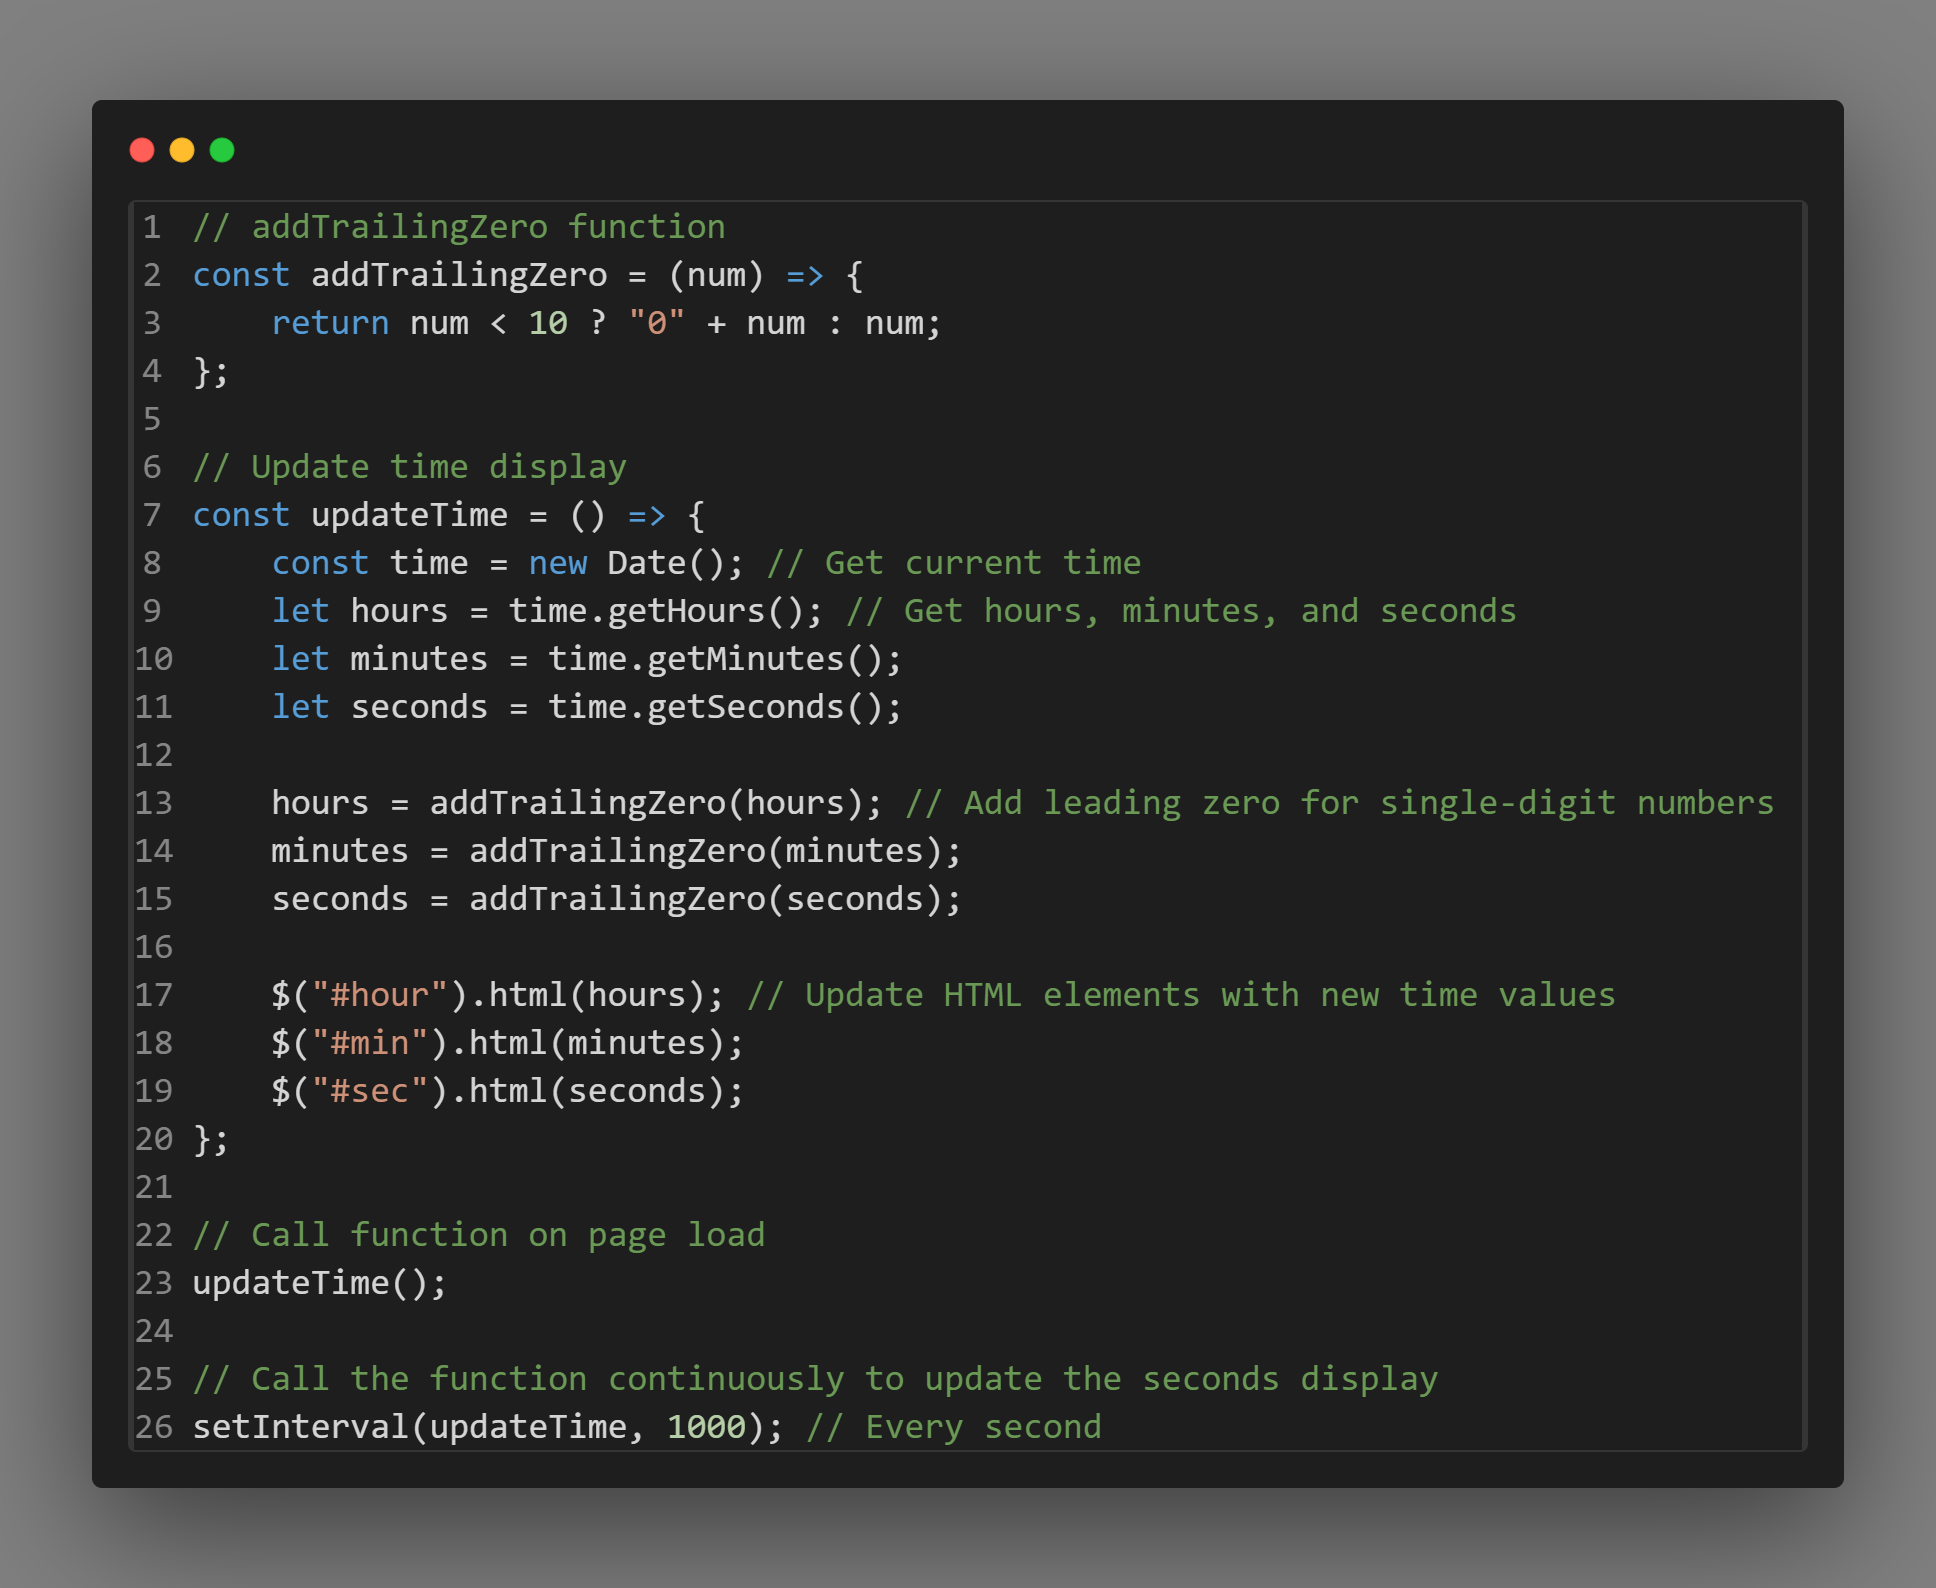 1 // addTrailingZero function
2 const addTrailingZero = (num) => {
3     return num < 10 ? "0" + num : num;
4 };
5
6 // Update time display
7 const updateTime = () => {
8     const time = new Date(); // Get current time
9     let hours = time.getHours(); // Get hours, minutes, and seconds
10     let minutes = time.getMinutes();
11     let seconds = time.getSeconds();
12
13     hours = addTrailingZero(hours); // Add leading zero for single-digit numbers
14     minutes = addTrailingZero(minutes);
15     seconds = addTrailingZero(seconds);
16
17     $("#hour").html(hours); // Update HTML elements with new time values
18     $("#min").html(minutes);
19     $("#sec").html(seconds);
20 };
21
22 // Call function on page load
23 updateTime();
24
25 // Call the function continuously to update the seconds display
26 setInterval(updateTime, 1000); // Every second